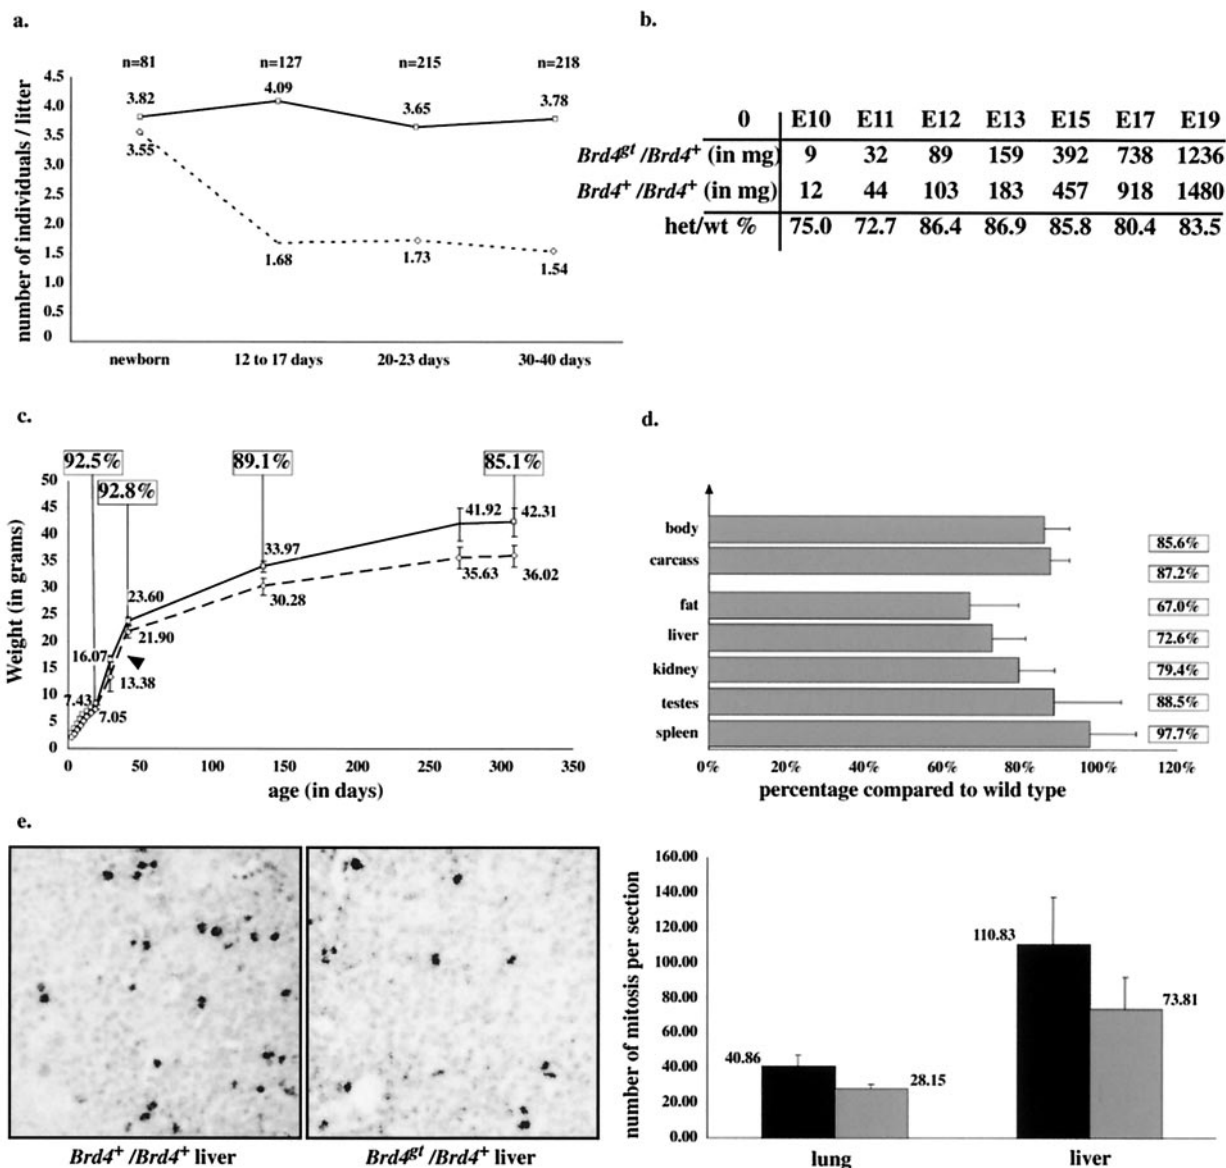 a.
n=81 n=127 n=215 n=218
number of individuals / litter
4.5
4.0
3.5
3.0
2.5
2.0
1.5
1.0
0.5
0
3.82 4.09 3.65 3.78
3.55 1.68 1.73 1.54
newborn 12 to 17 days 20-23 days 30-40 days
b.
0 E10 E11 E12 E13 E15 E17 E19
Brd4gt /Brd4+ (in mg) 9 32 89 159 392 738 1236
Brd4+ /Brd4+ (in mg) 12 44 103 183 457 918 1480
het/wt % 75.0 72.7 86.4 86.9 85.8 80.4 83.5
c.
92.5% 89.1% 85.1%
92.8%
Weight (in grams)
50
45
40
35
30
25
20
15
10
5
0
41.92 42.31
33.97
35.63 36.02
30.28
23.60
21.90
16.07
13.38
7.43
7.05
0 50 100 150 200 250 300 350
age (in days)
d.
body 85.6%
carcass 87.2%
fat 67.0%
liver 72.6%
kidney 79.4%
testes 88.5%
spleen 97.7%
0% 20% 40% 60% 80% 100% 120%
percentage compared to wild type
e.
Brd4+ /Brd4+ liver
Brd4gt /Brd4+ liver
number of mitosis per section
160.00
140.00
120.00
100.00
80.00
60.00
40.00
20.00
0.00
40.86 28.15 110.83 73.81
lung liver